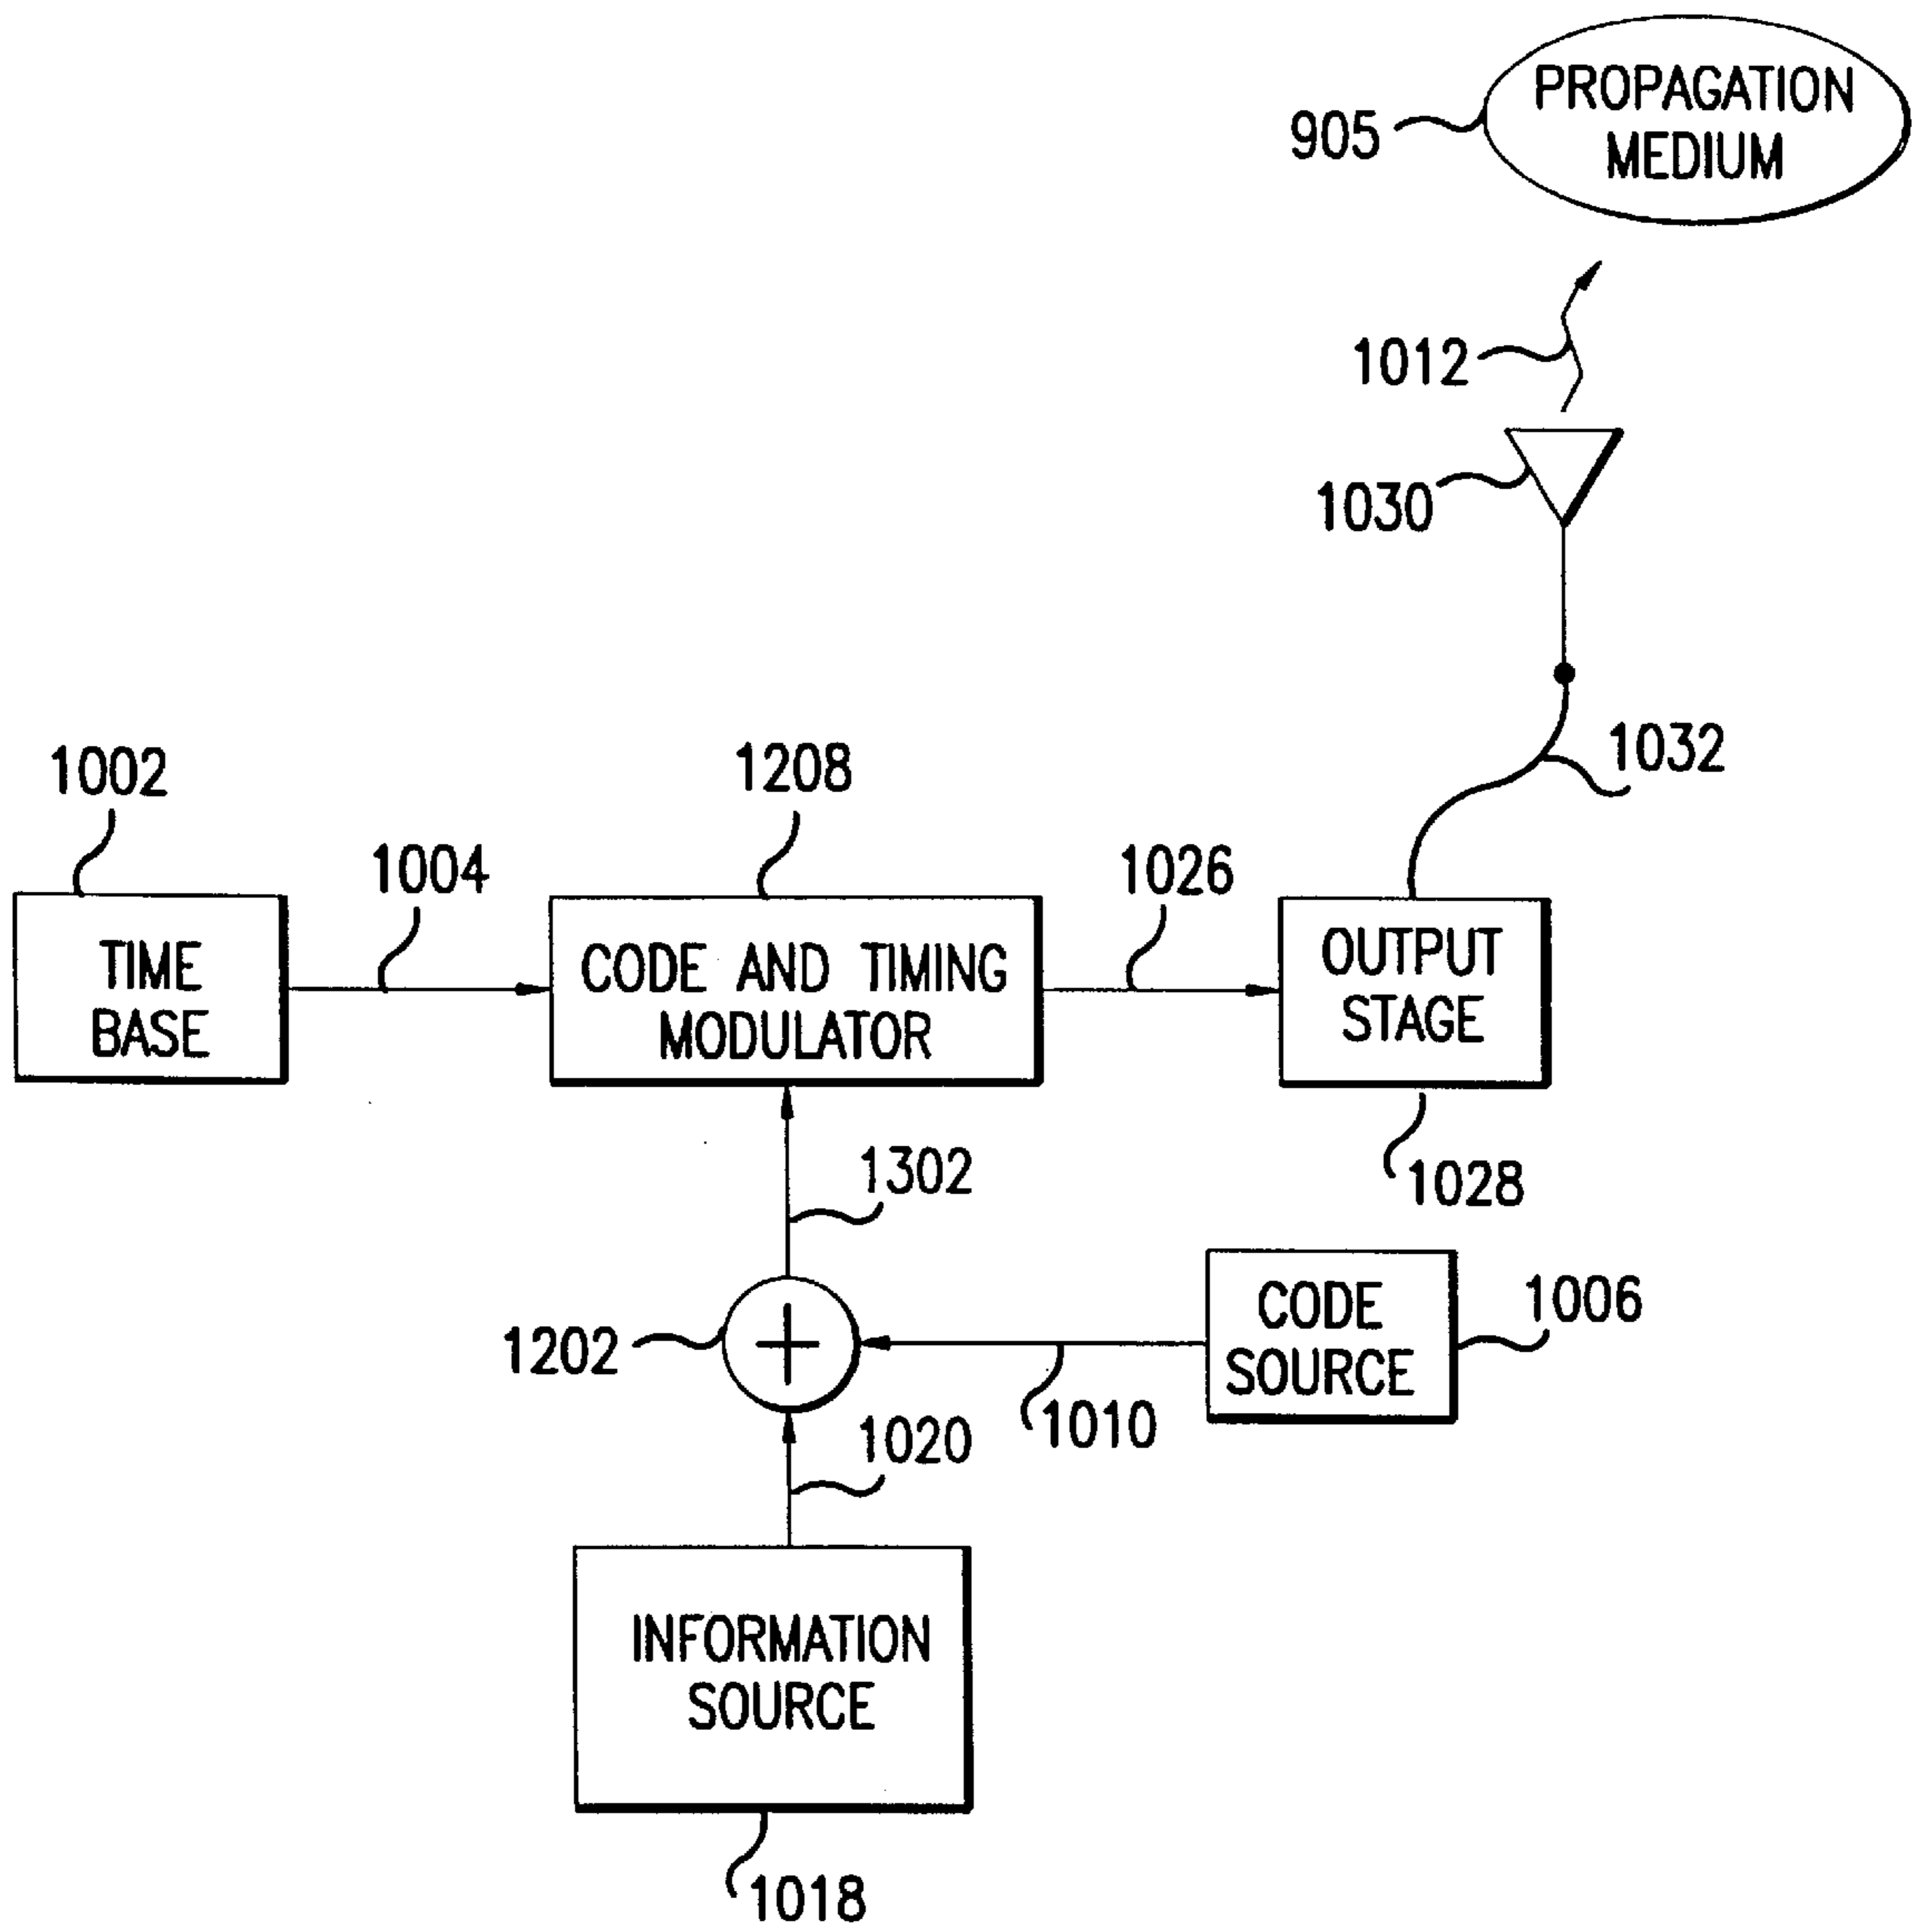 PROPAGATION
MEDIUM
905
1012
1030
1032
1002
1208
1004
1026
TIME
BASE
CODE AND TIMING
MODULATOR
OUTPUT
STAGE
1302
1028
CODE
SOURCE
1006
1202
1010
1020
INFORMATION
SOURCE
1018